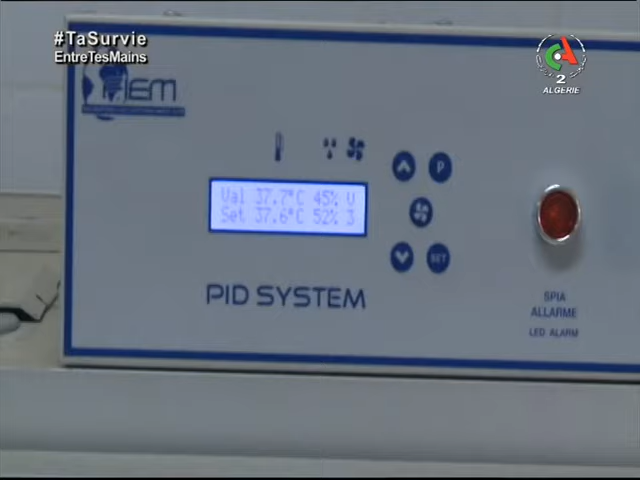 #TaSurvie
EntreTesMains
2
ALGERIE
Val 37.7°C 45% V
Set 37.6°C 52% 3
P
SET
PID SYSTEM
SPIA
ALLARME
LED ALARM